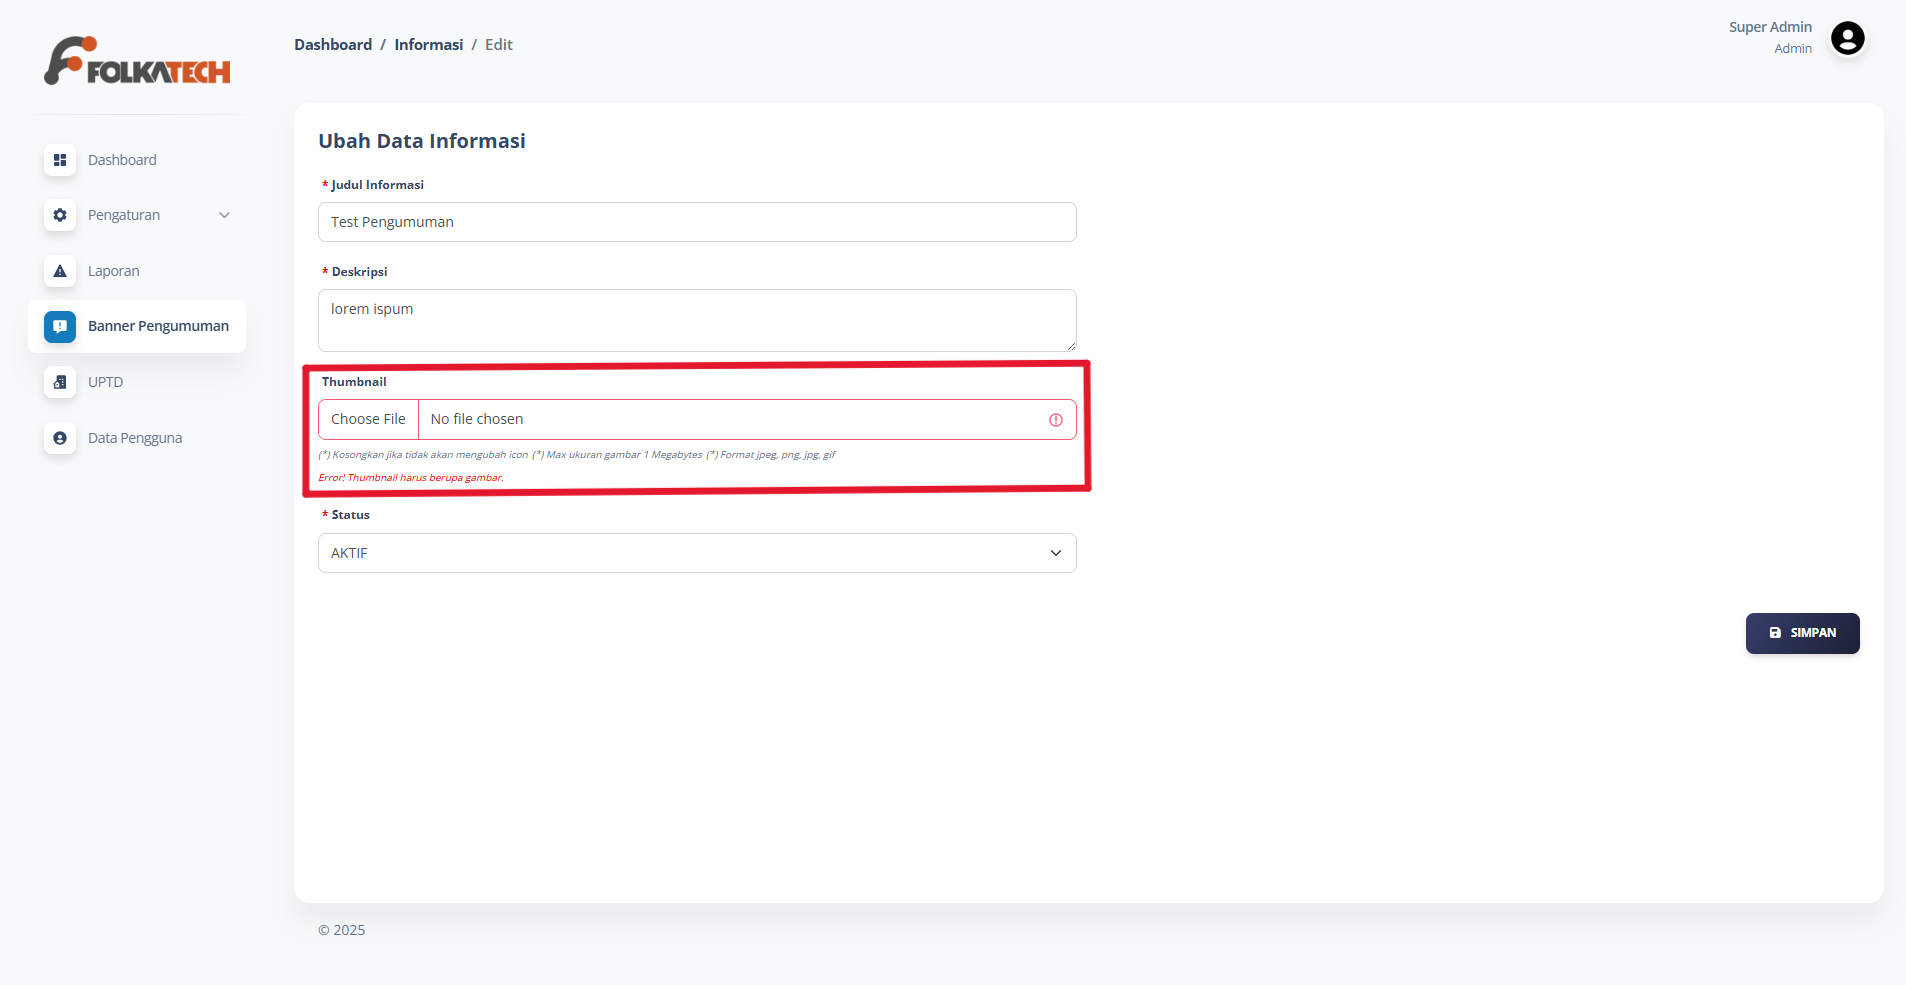 FOLKATECH
Dashboard / Informasi / Edit
Super Admin
Admin
Dashboard
Pengaturan
Laporan
Banner Pengumuman
UPTD
Data Pengguna
Ubah Data Informasi
* Judul Informasi
Test Pengumuman
* Deskripsi
lorem ispum
Thumbnail
Choose File No file chosen
(*) Kosongkan jika tidak akan mengubah icon (*) Max ukuran gambar 1 Megabytes (*) Format jpeg, png, jpg, gif
Error! Thumbnail harus berupa gambar.
* Status
AKTIF
SIMPAN
© 2025